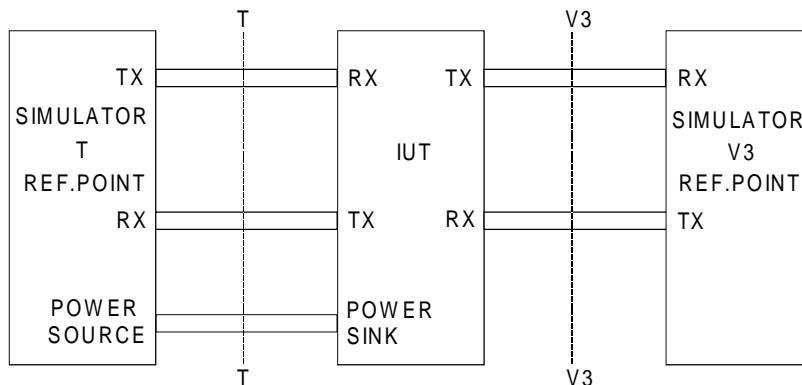 T
V3
TX
RX
TX
RX
SIMULATOR
T
REF.POINT
IUT
SIMULATOR
V3
REF.POINT
RX
TX
RX
TX
POWER
SOURCE
POWER
SINK
T
V3